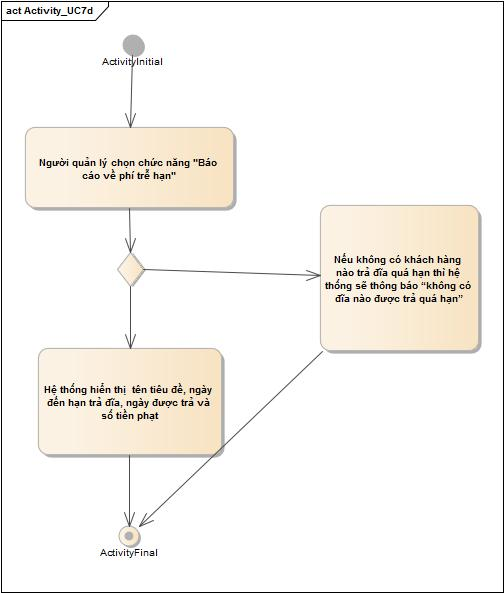 act Activity_UC7d
ActivityInitial
Người quản lý chọn chức năng "Báo
cáo về phí trễ hạn"
Nếu không có khách hàng
nào trả đĩa quá hạn thì hệ
thống sẽ thông báo “không có
đĩa nào được trả quá hạn”
Hệ thống hiển thị tên tiêu đề, ngày
đến hạn trả đĩa, ngày được trả và
số tiền phạt
ActivityFinal